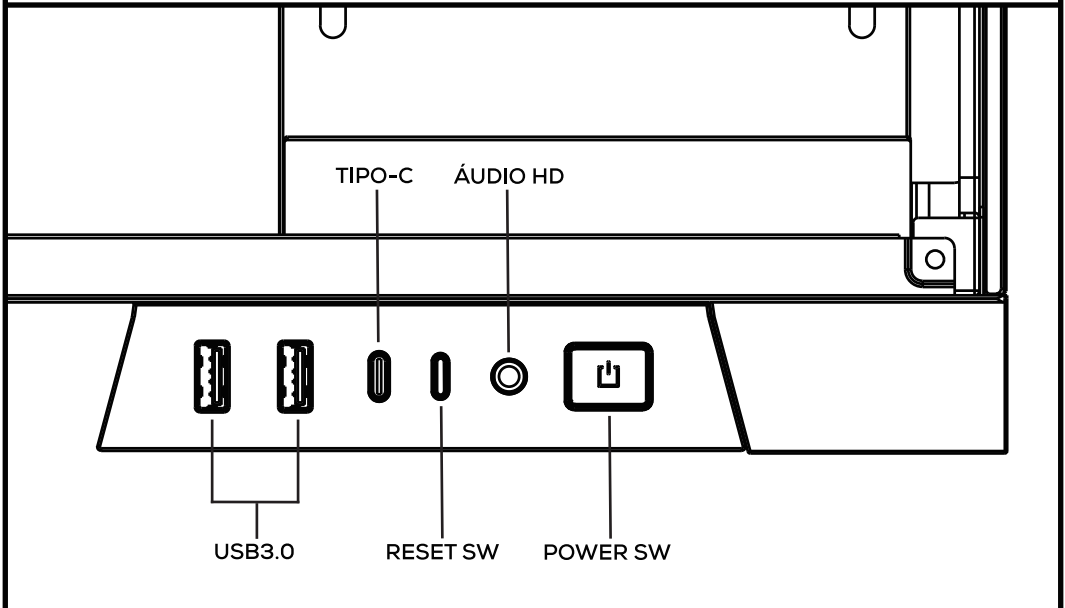 TIPO-C
ÁUDIO HD
USB3.0
RESET SW
POWER SW